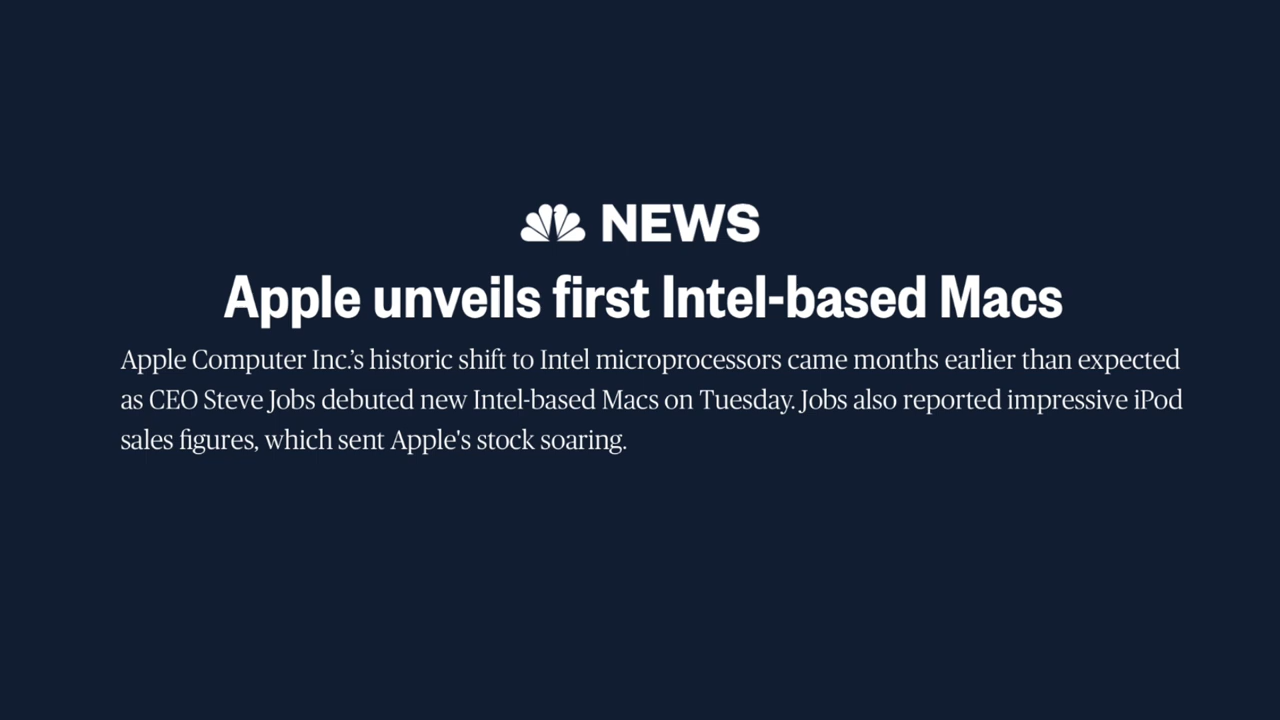 NEWS
Apple unveils first Intel-based Macs
Apple Computer Inc.’s historic shift to Intel microprocessors came months earlier than expected
as CEO Steve Jobs debuted new Intel-based Macs on Tuesday. Jobs also reported impressive iPod
sales figures, which sent Apple's stock soaring.